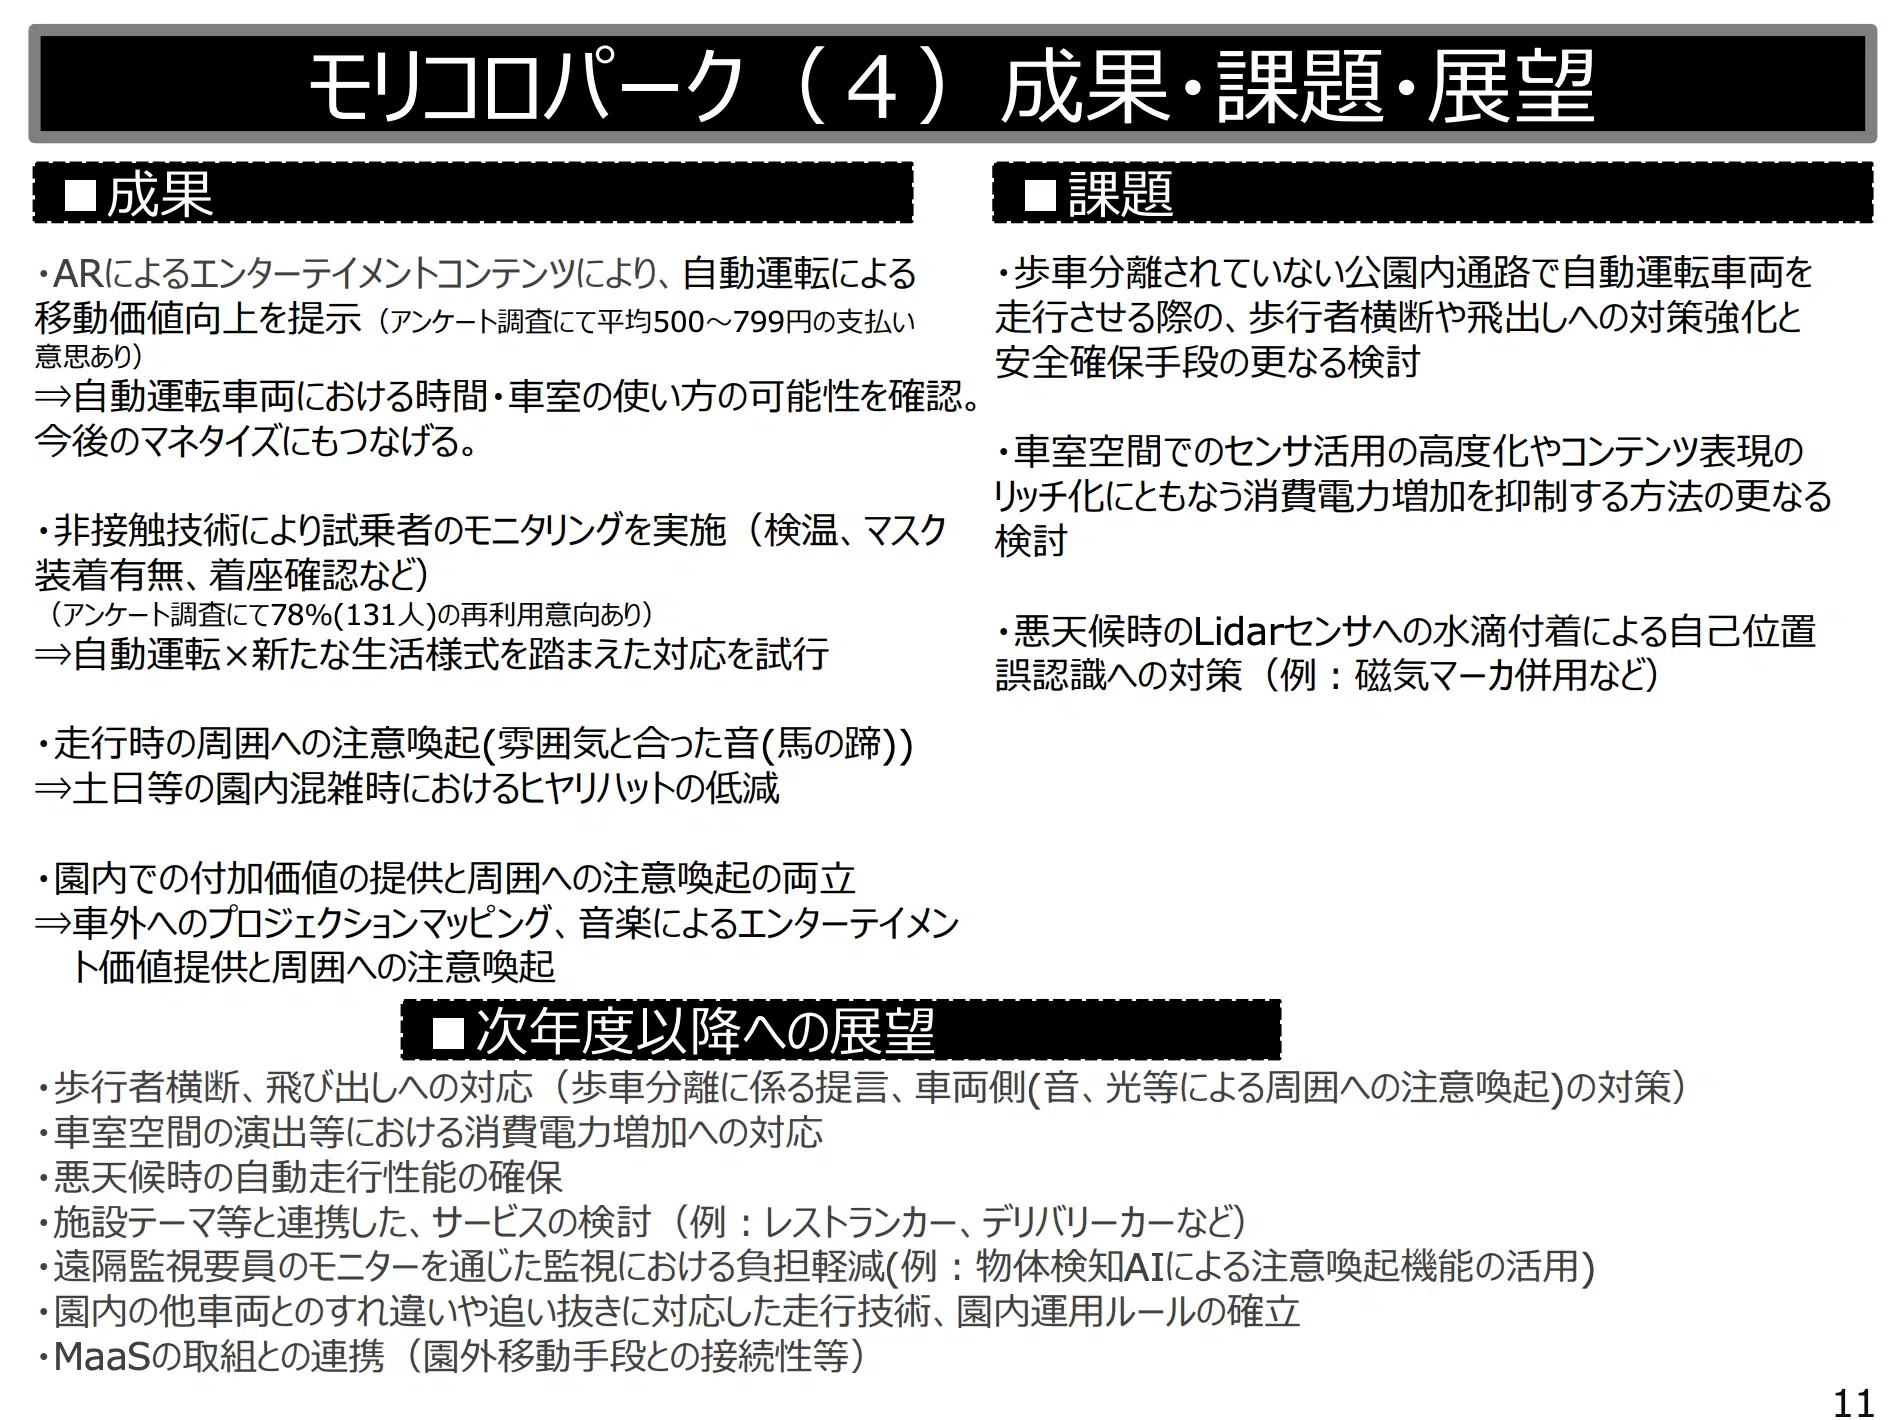 モリコロパーク（４）成果･課題･展望
■成果
・ARによるエンターテイメントコンテンツにより、自動運転による
移動価値向上を提示（アンケート調査にて平均500～799円の支払い
意思あり）
⇒自動運転車両における時間･車室の使い方の可能性を確認。
今後のマネタイズにもつなげる。
・非接触技術により試乗者のモニタリングを実施（検温、マスク
装着有無、着座確認など）
（アンケート調査にて78%(131人)の再利用意向あり）
⇒自動運転×新たな生活様式を踏まえた対応を試行
・走行時の周囲への注意喚起(雰囲気と合った音(馬の蹄))
⇒土日等の園内混雑時におけるヒヤリハットの低減
・園内での付加価値の提供と周囲への注意喚起の両立
⇒車外へのプロジェクションマッピング、音楽によるエンターテイメン
ト価値提供と周囲への注意喚起
■課題
・歩車分離されていない公園内通路で自動運転車両を
走行させる際の、歩行者横断や飛出しへの対策強化と
安全確保手段の更なる検討
・車室空間でのセンサ活用の高度化やコンテンツ表現の
リッチ化にともなう消費電力増加を抑制する方法の更なる
検討
・悪天候時のLidarセンサへの水滴付着による自己位置
誤認識への対策（例：磁気マーカ併用など）
■次年度以降への展望
・歩行者横断、飛び出しへの対応（歩車分離に係る提言、車両側(音、光等による周囲への注意喚起)の対策）
・車室空間の演出等における消費電力増加への対応
・悪天候時の自動走行性能の確保
・施設テーマ等と連携した、サービスの検討（例：レストランカー、デリバリーカーなど）
・遠隔監視要員のモニターを通じた監視における負担軽減(例：物体検知AIによる注意喚起機能の活用)
・園内の他車両とのすれ違いや追い抜きに対応した走行技術、園内運用ルールの確立
・MaaSの取組との連携（園外移動手段との接続性等）
11